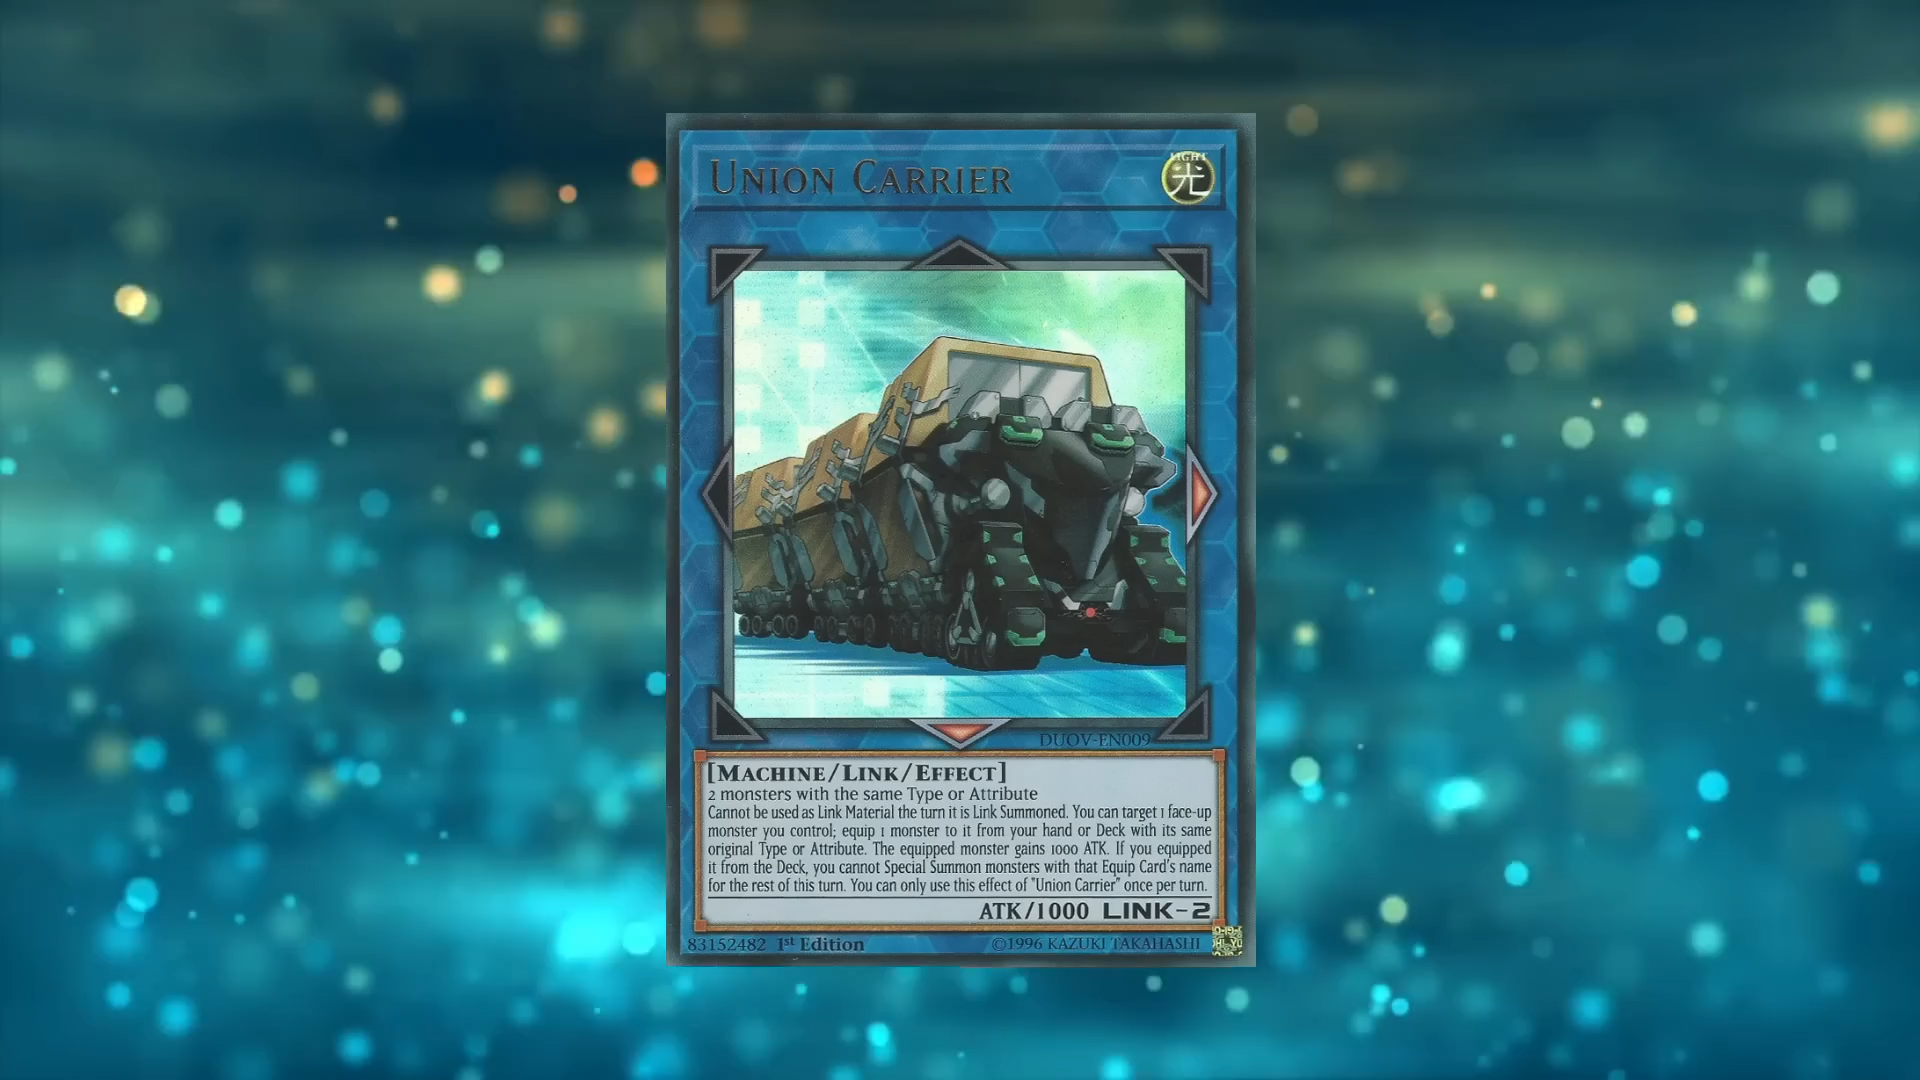 Union Carrier
LIGHT
光
DUOV-EN009
[Machine/Link/Effect]
2 monsters with the same Type or Attribute
Cannot be used as Link Material the turn it is Link Summoned. You can target 1 face-up
monster you control; equip 1 monster to it from your hand or Deck with its same
original Type or Attribute. The equipped monster gains 1000 ATK. If you equipped
it from the Deck, you cannot Special Summon monsters with that Equip Card's name
for the rest of this turn. You can only use this effect of "Union Carrier" once per turn.
ATK/1000 LINK-2
83152482 1st Edition ©1996 KAZUKI TAKAHASHI